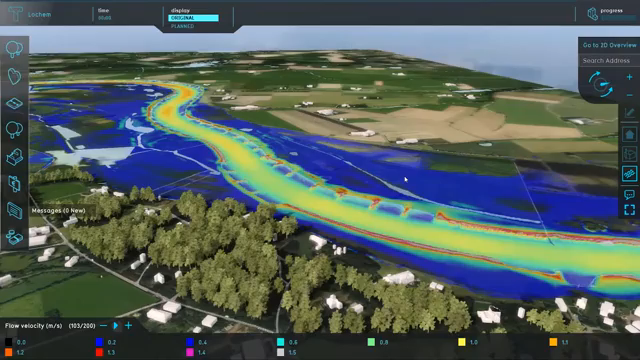 Lochem
time
display
ORIGINAL
PLANNED
progress
Go to 2D Overview
Search Address
Messages (0 New)
Flow velocity (m/s) (103/200) − +
0.0 0.2 0.4 0.6 0.8 1.0 1.1
1.2 1.3 1.4 1.5